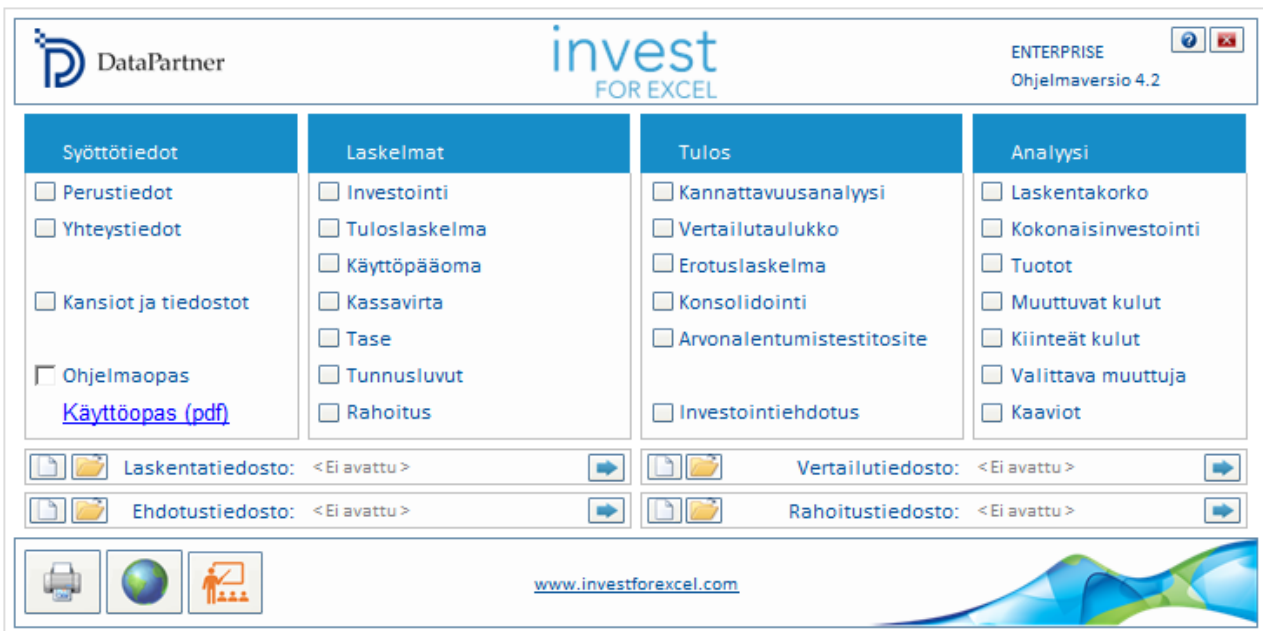 DataPartner
invest
FOR EXCEL
ENTERPRISE
Ohjelmaversio 4.2
Syöttötiedot
Perustiedot
Yhteystiedot
Kansiot ja tiedostot
Ohjelmaopas
Käyttöopas (pdf)
Laskelmat
Investointi
Tuloslaskelma
Käyttöpääoma
Kassavirta
Tase
Tunnusluvut
Rahoitus
Tulos
Kannattavuusanalyysi
Vertailutaulukko
Erotuslaskelma
Konsolidointi
Arvonalentumistestitosite
Investointiehdotus
Analyysi
Laskentakorko
Kokonaisinvestointi
Tuotot
Muuttuvat kulut
Kiinteät kulut
Valittava muuttuja
Kaaviot
Laskentatiedosto: <Ei avattu>
Vertailutiedosto: <Ei avattu>
Ehdotustiedosto: <Ei avattu>
Rahoitustiedosto: <Ei avattu>
www.investforexcel.com